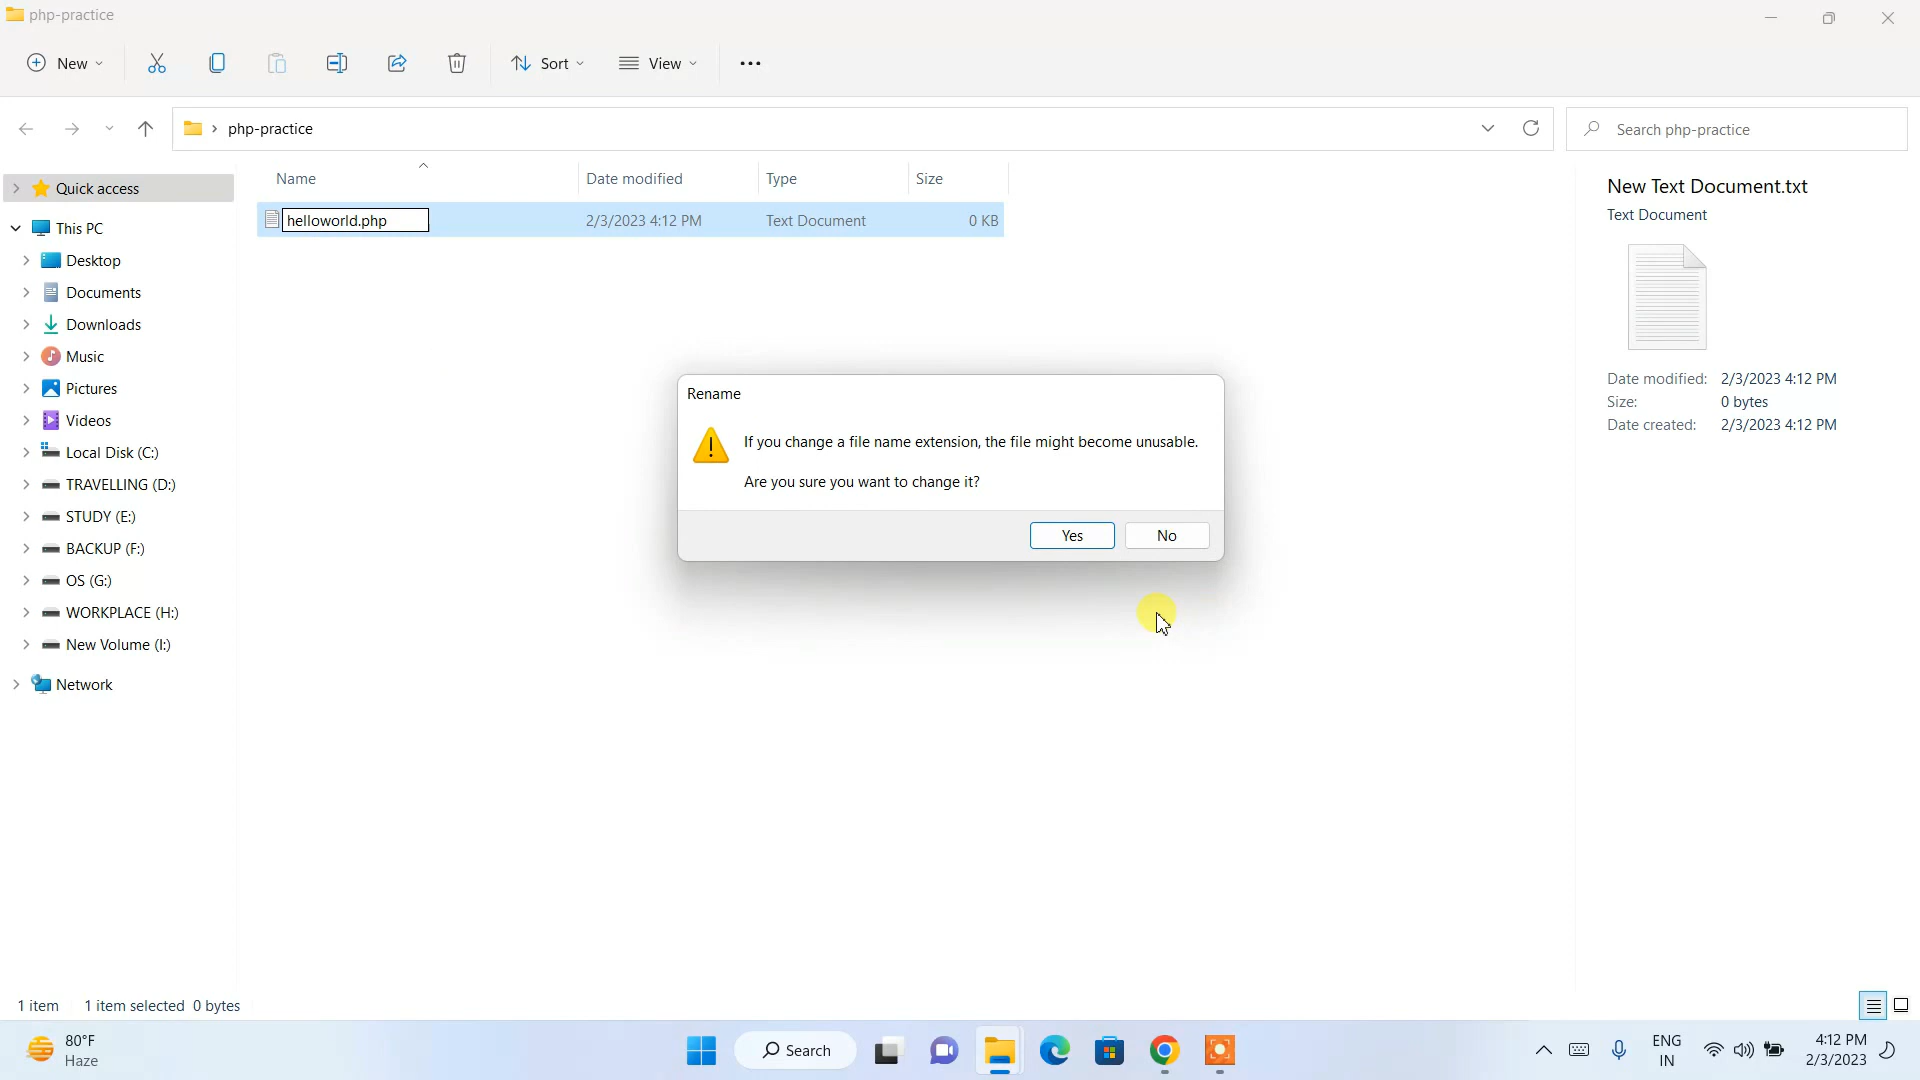 php-practice
New
Sort
View
php-practice
Search php-practice
Name
Date modified
Type
Size
helloworld.php
2/3/2023 4:12 PM
Text Document
0 KB
Quick access
This PC
Desktop
Documents
Downloads
Music
Pictures
Videos
Local Disk (C:)
TRAVELLING (D:)
STUDY (E:)
BACKUP (F:)
OS (G:)
WORKPLACE (H:)
New Volume (I:)
Network
Rename
If you change a file name extension, the file might become unusable.
Are you sure you want to change it?
Yes
No
New Text Document.txt
Text Document
Date modified: 2/3/2023 4:12 PM
Size: 0 bytes
Date created: 2/3/2023 4:12 PM
1 item
1 item selected 0 bytes
80°F
Haze
Search
ENG
IN
4:12 PM
2/3/2023